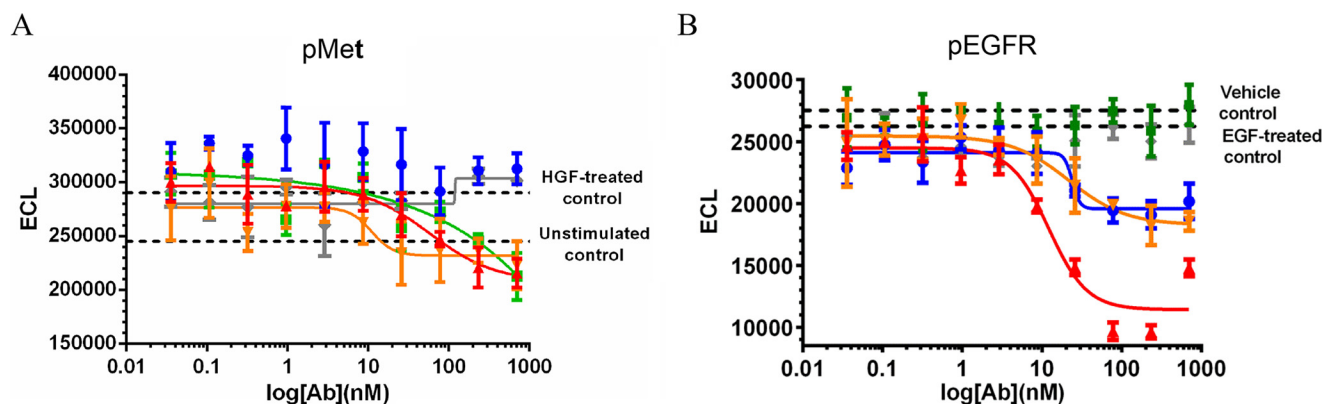 A
pMet
ECL
400000
350000
300000
250000
200000
150000
0.01
0.1
1
10
100
1000
log[Ab](nM)
HGF-treated
control
Unstimulated
control
B
pEGFR
ECL
30000
25000
20000
15000
10000
0.01
0.1
1
10
100
1000
log[Ab](nM)
Vehicle
control
EGF-treated
control